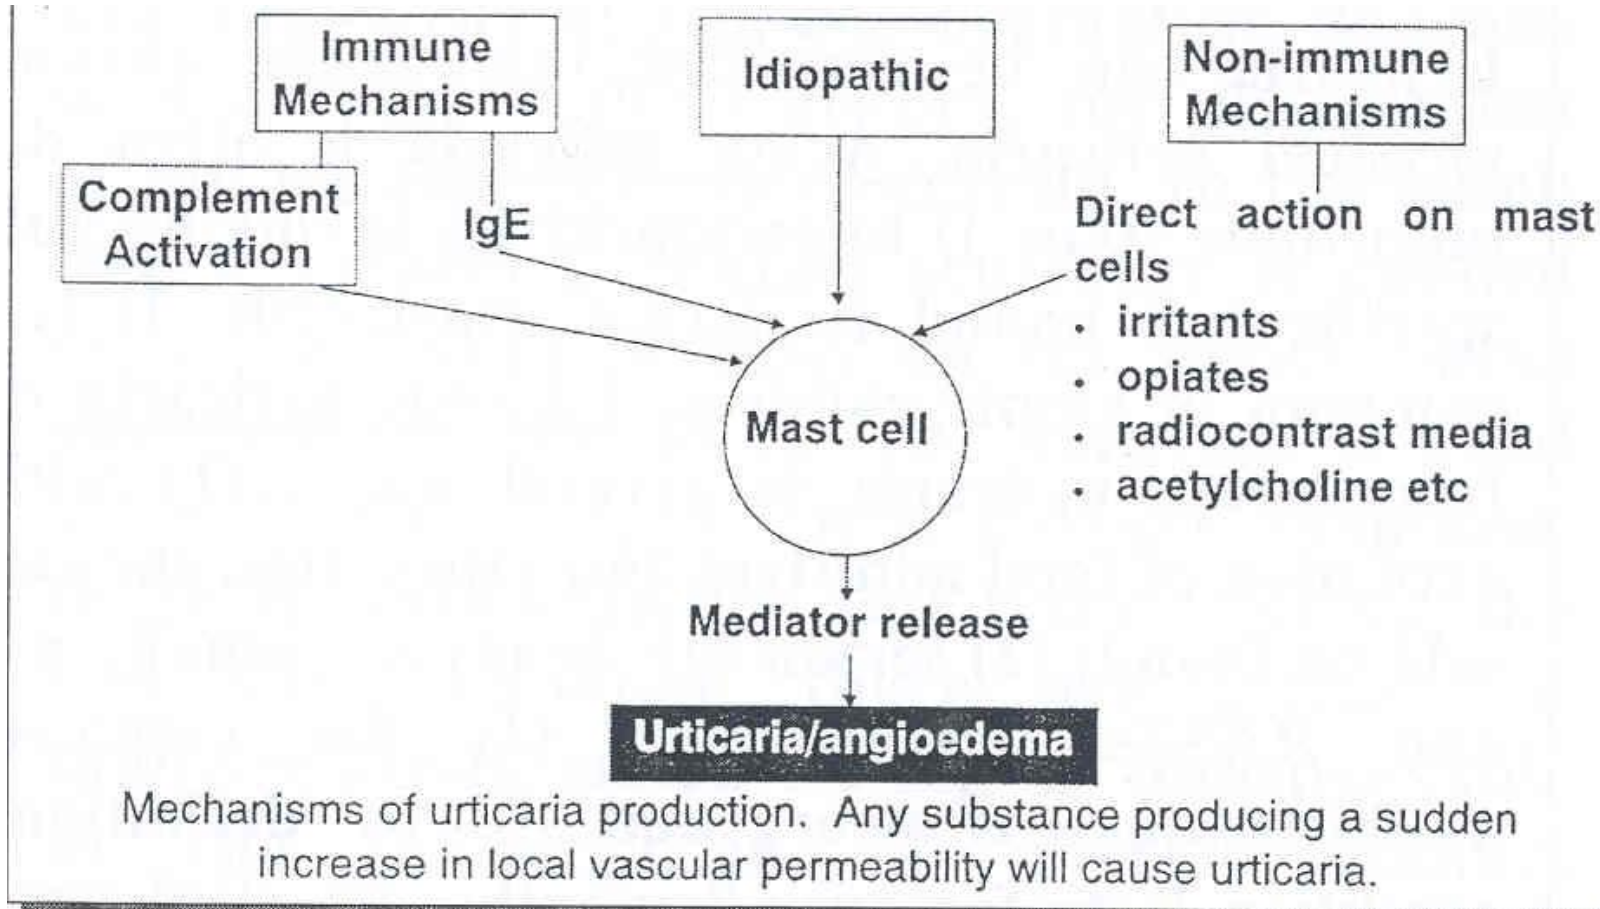 Immune
Mechanisms
Idiopathic
Non-immune
Mechanisms
Complement
Activation
IgE
Direct action on mast
cells
• irritants
• opiates
• radiocontrast media
• acetylcholine etc
Mast cell
Mediator release
Urticaria/angioedema
Mechanisms of urticaria production. Any substance producing a sudden
increase in local vascular permeability will cause urticaria.